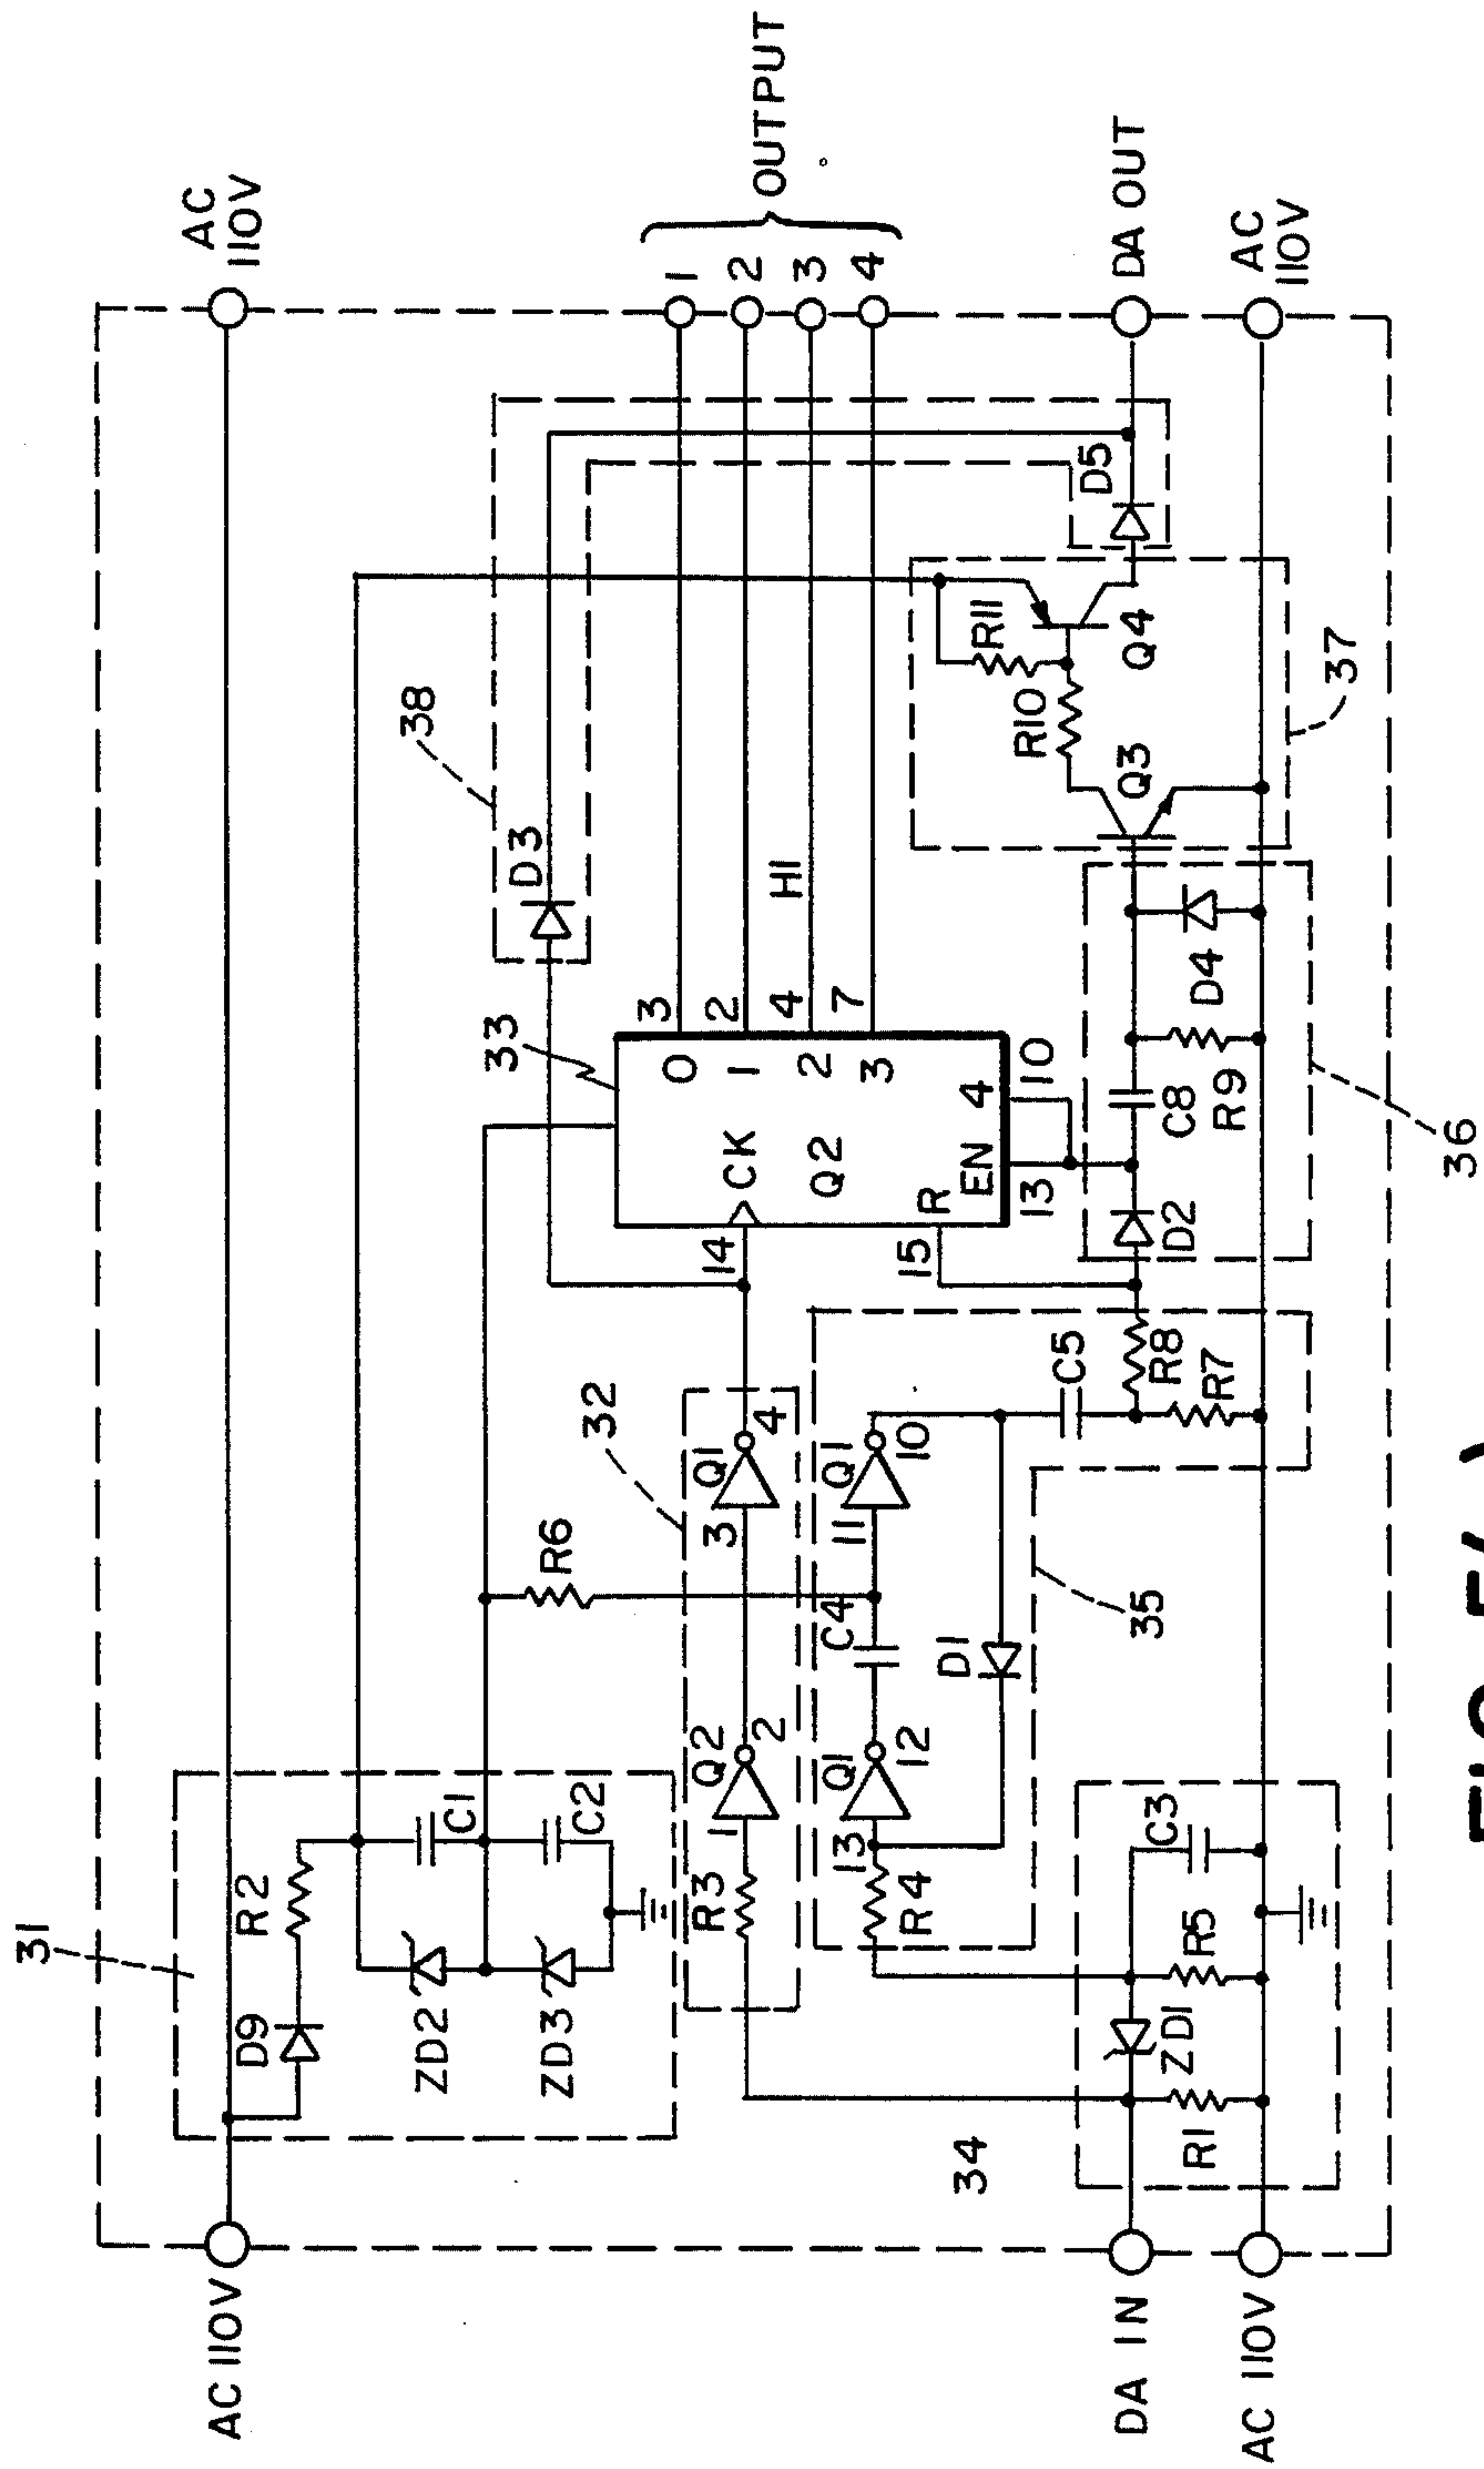 AC 110V
AC
110V
31
D9
R2
ZD2
C1
ZD3
C2
R6
38
D3
33
OUTPUT
1
2
3
4
3
2
4
7
0
1
2
3
HI
CK
Q2
R
EN
4
14
15
13
10
32
R3
1
Q2
2
3
Q1
4
R4
13
Q1
12
C4
11
Q1
10
D1
35
C5
R8
R7
34
DA IN
R1
ZD1
R5
C3
AC 110V
D2
C8
R9
D4
36
Q3
R10
R11
Q4
37
D5
DA OUT
AC
110V